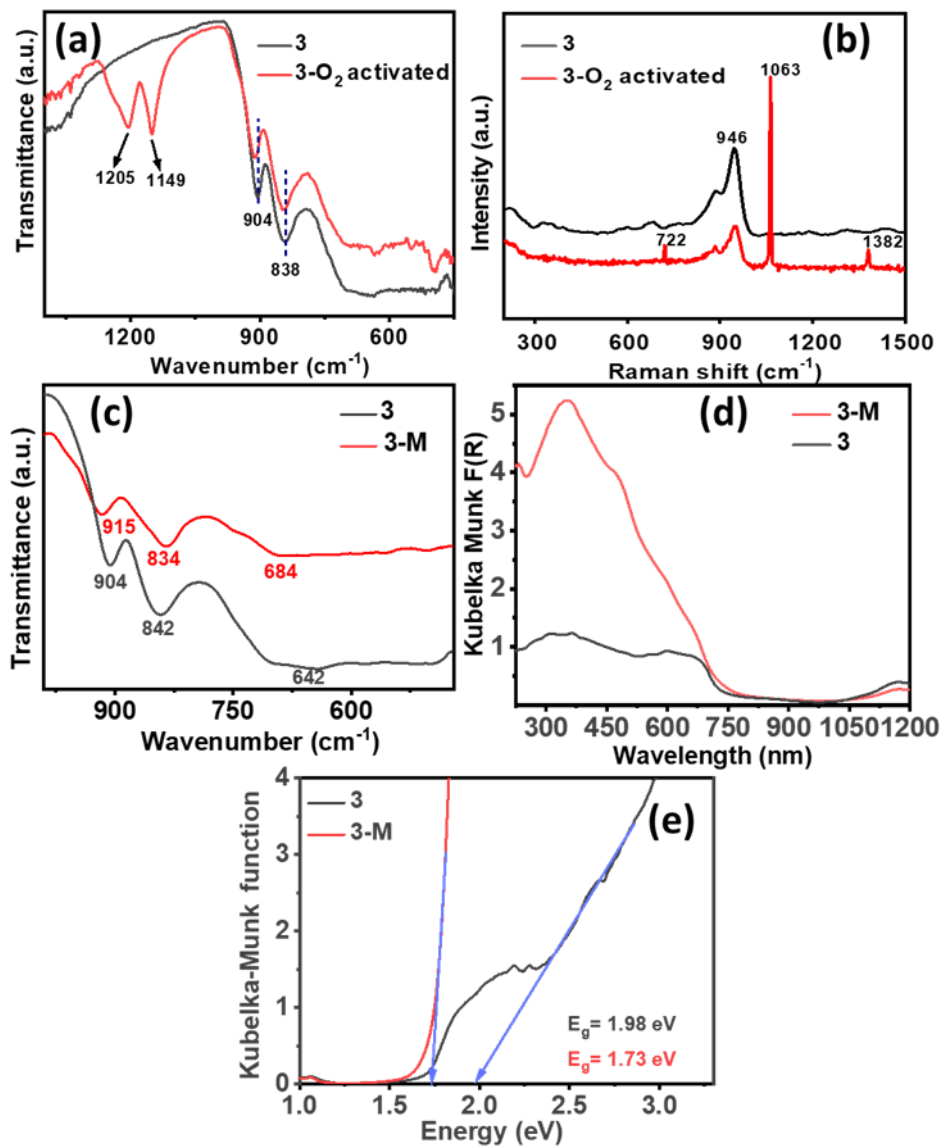 (a)
3
3-O₂ activated
1205
1149
904
838
Transmittance (a.u.)
1200 900 600
Wavenumber (cm⁻¹)
(b)
3
3-O₂ activated
1063
946
722
1382
Intensity (a.u.)
300 600 900 1200 1500
Raman shift (cm⁻¹)
(c)
3
3-M
915
834
684
904
842
642
Transmittance (a.u.)
900 750 600
Wavenumber (cm⁻¹)
(d)
3-M
3
Kubelka Munk F(R)
5
4
3
2
1
300 450 600 750 900 1050 1200
Wavelength (nm)
(e)
3
3-M
Kubelka-Munk function
4
3
2
1
0
E_g= 1.98 eV
E_g= 1.73 eV
1.0 1.5 2.0 2.5 3.0
Energy (eV)